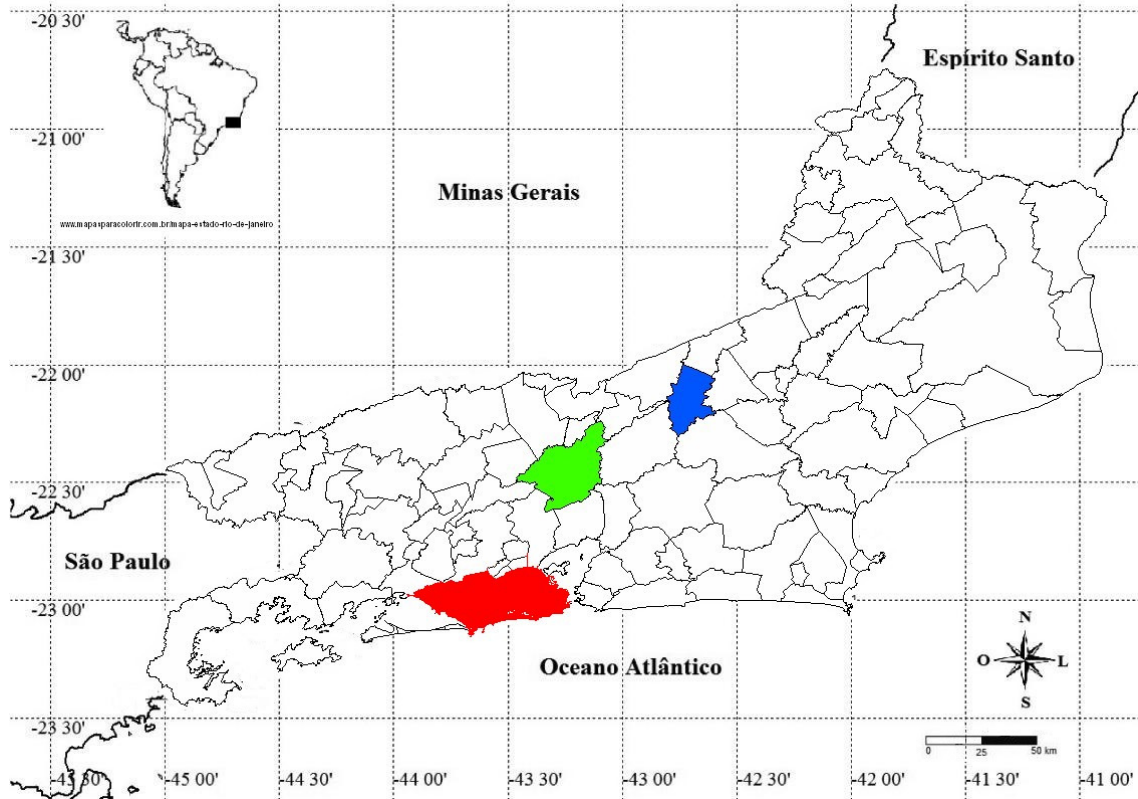 -20 30'
Espírito Santo
-21 00'
Minas Gerais
www.mapasparacolorir.com.br/mapa-estado-rio-de-janeiro
-21 30'
-22 00'
-22 30'
São Paulo
-23 00'
N
O
L
S
Oceano Atlântico
-23 30'
0 25 50 km
-45 30' -45 00' -44 30' -44 00' -43 30' -43 00' -42 30' -42 00' -41 30' -41 00'